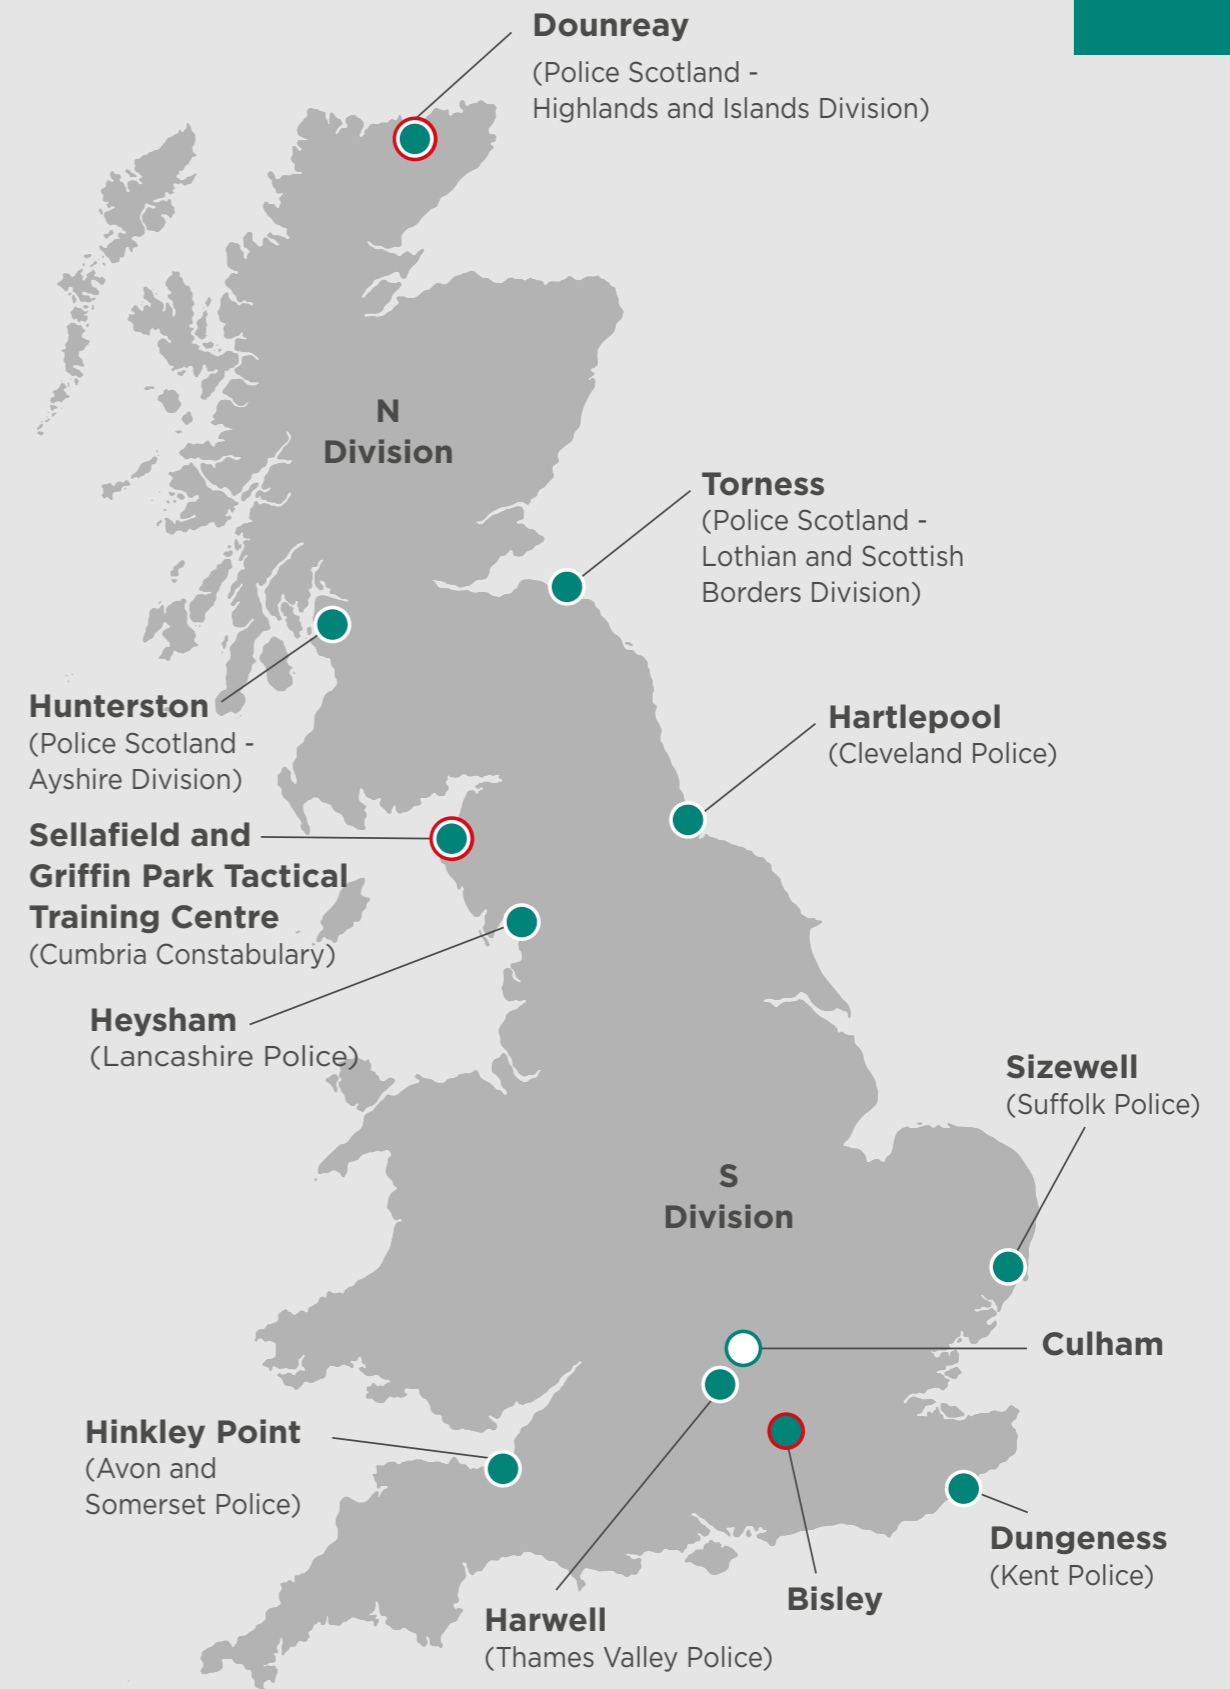 Dounreay
(Police Scotland -
Highlands and Islands Division)
N
Division
Torness
(Police Scotland -
Lothian and Scottish
Borders Division)
Hunterston
(Police Scotland -
Ayshire Division)
Hartlepool
(Cleveland Police)
Sellafield and
Griffin Park Tactical
Training Centre
(Cumbria Constabulary)
Heysham
(Lancashire Police)
Sizewell
(Suffolk Police)
S
Division
Culham
Hinkley Point
(Avon and
Somerset Police)
Dungeness
(Kent Police)
Bisley
Harwell
(Thames Valley Police)